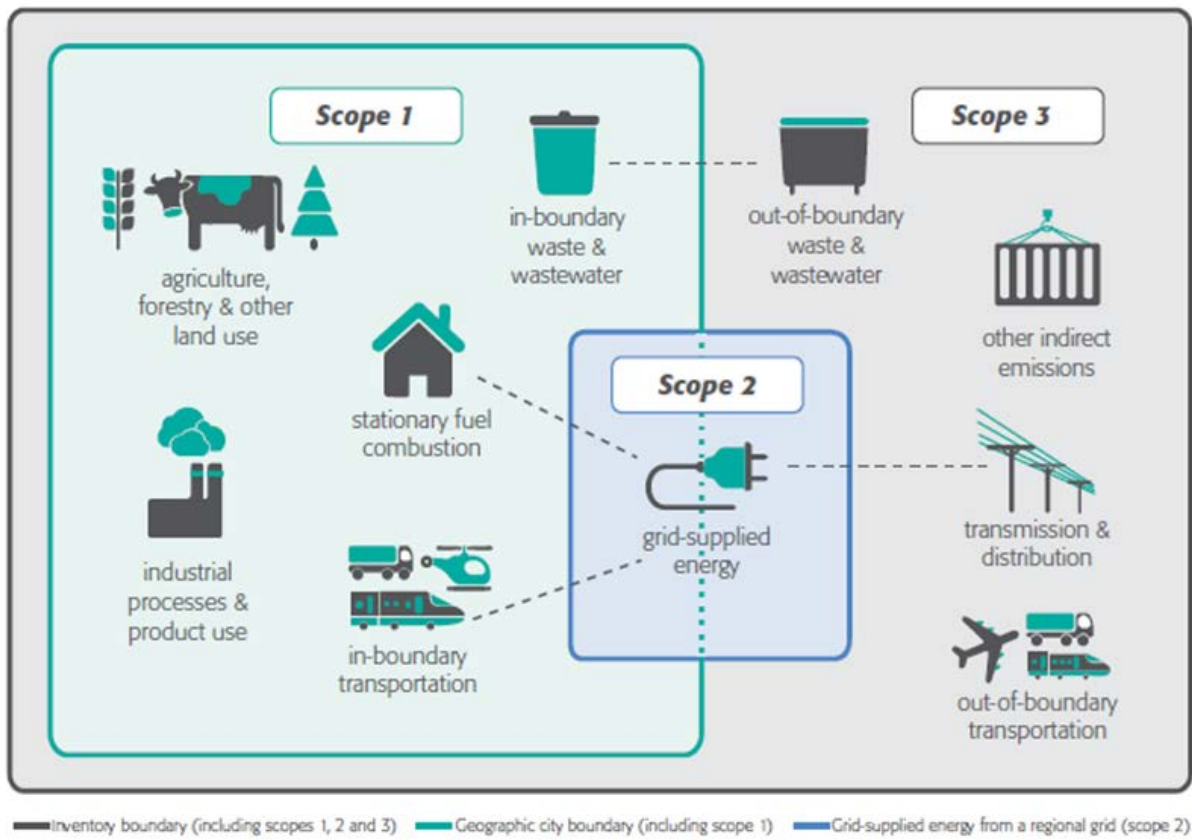 Scope 1
Scope 3
in-boundary
waste &
wastewater
out-of-boundary
waste &
wastewater
agriculture,
forestry & other
land use
other indirect
emissions
Scope 2
stationary fuel
combustion
grid-supplied
energy
transmission &
distribution
industrial
processes &
product use
in-boundary
transportation
out-of-boundary
transportation
Inventory boundary (including scopes 1, 2 and 3) Geographic city boundary (including scope 1) Grid-supplied energy from a regional grid (scope 2)